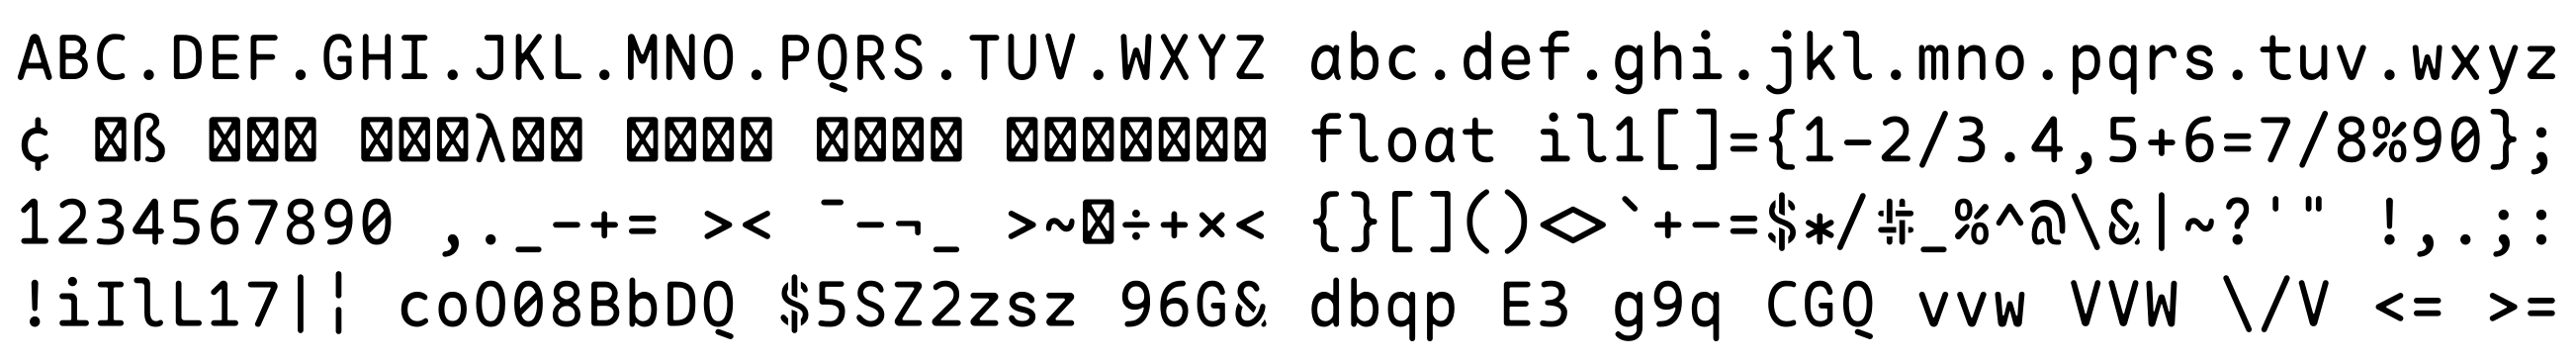 ABC.DEF.GHI.JKL.MNO.PQRS.TUV.WXYZ abc.def.ghi.jkl.mno.pqrs.tuv.wxyz
¢ ß λ float il1[]={1-2/3.4,5+6=7/8%90};
1234567890 ,._-+= >< ¯-¬_ >~÷+×< {}[]()<>`+-=$*/#_%^@\&|~?'" !,.;:
!iIlL17|¦ coO08BbDQ $5SZ2zsz 96G& dbqp E3 g9q CGQ vvw VVW \/V <= >=